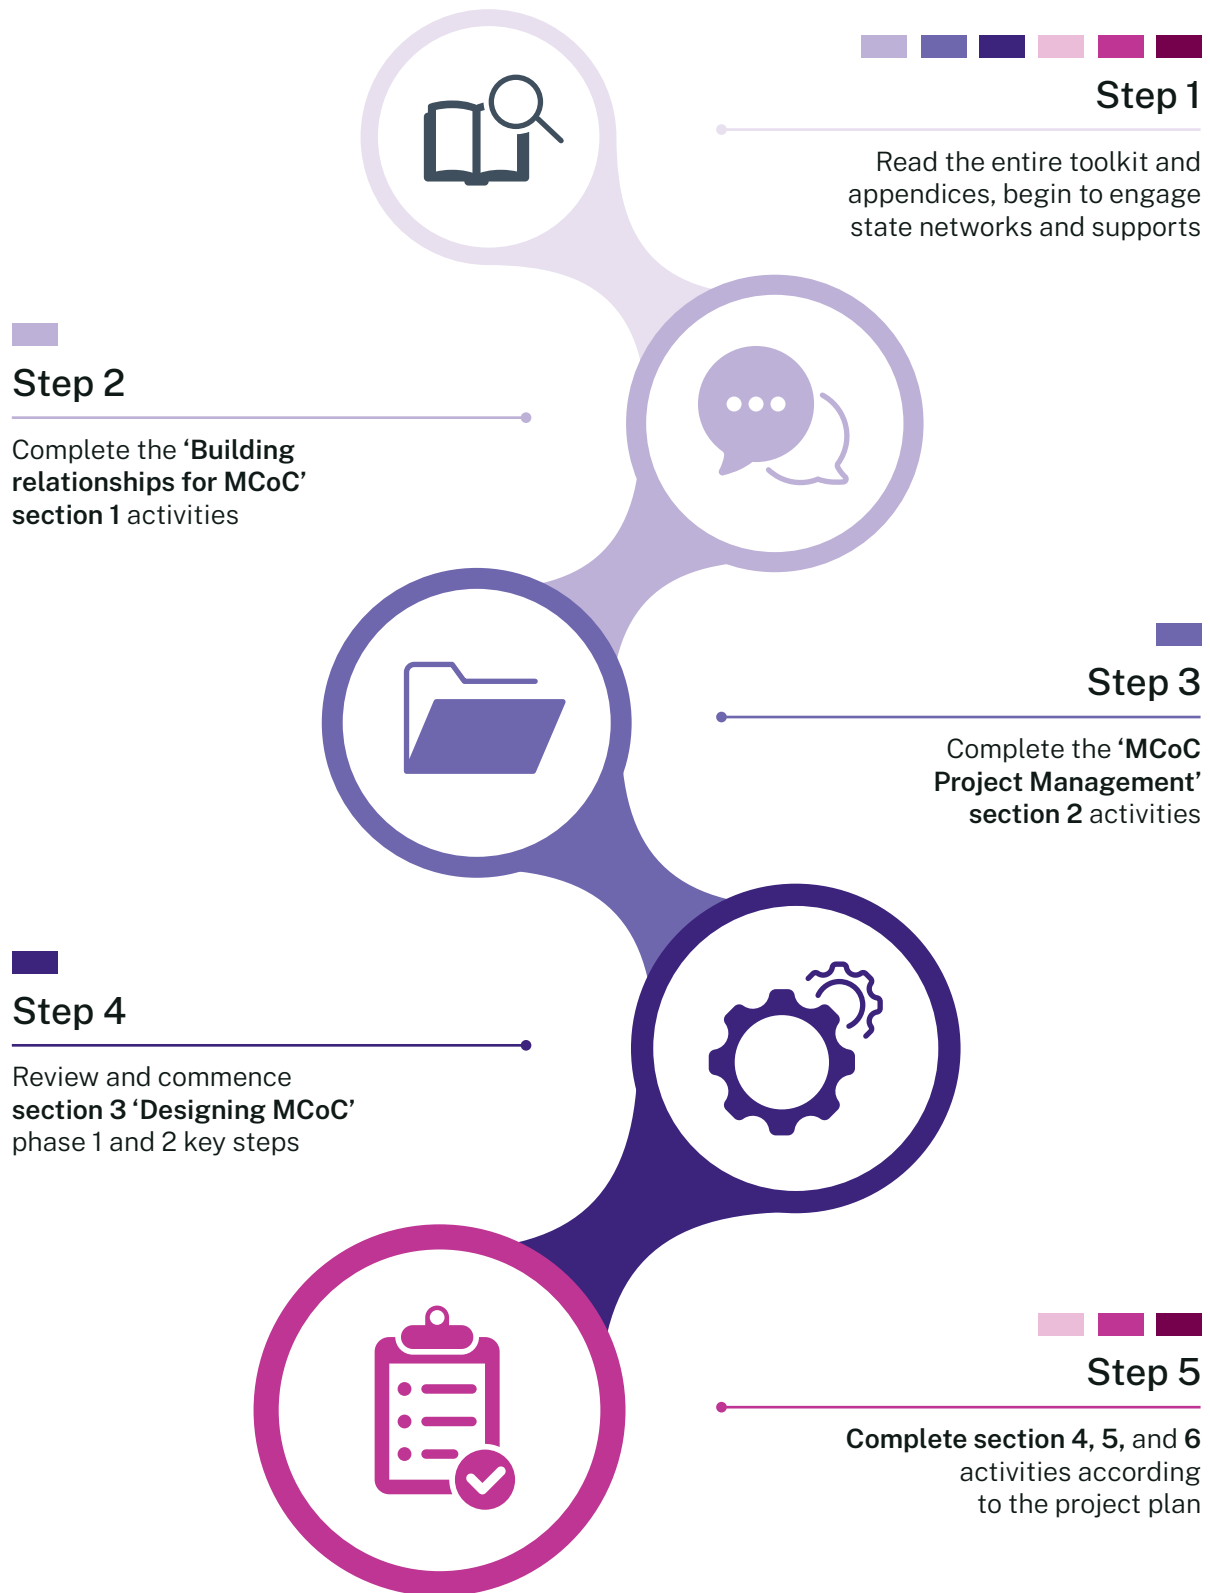 Step 1
Read the entire toolkit and
appendices, begin to engage
state networks and supports
Step 2
Complete the ‘Building
relationships for MCoC’
section 1 activities
Step 3
Complete the ‘MCoC
Project Management’
section 2 activities
Step 4
Review and commence
section 3 ‘Designing MCoC’
phase 1 and 2 key steps
Step 5
Complete section 4, 5, and 6
activities according
to the project plan